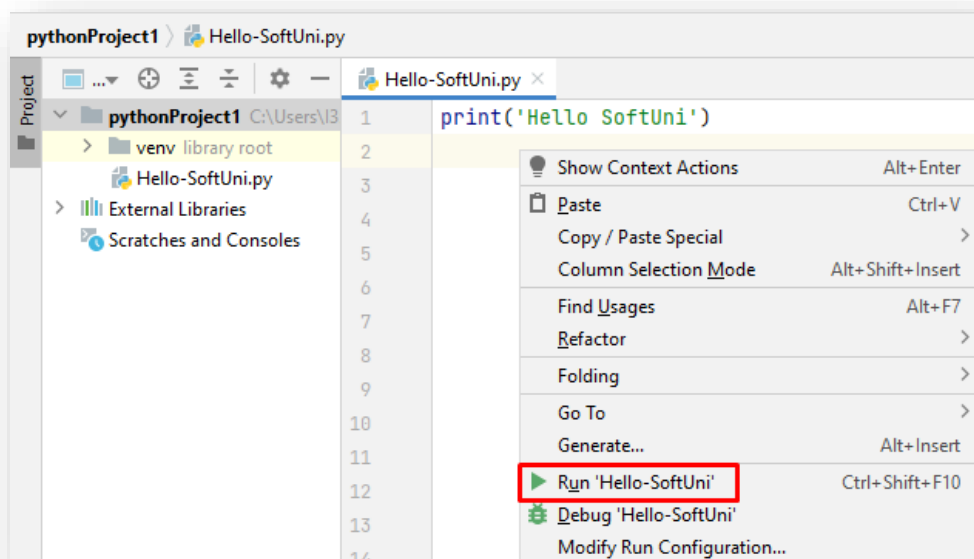 pythonProject1 Hello-SoftUni.py
Project
...
Hello-SoftUni.py
pythonProject1 C:\Users\I3
venv library root
Hello-SoftUni.py
External Libraries
Scratches and Consoles
1 print('Hello SoftUni')
2
3
4
5
6
7
8
9
10
11
12
13
14
Show Context Actions Alt+Enter
Paste Ctrl+V
Copy / Paste Special
Column Selection Mode Alt+Shift+Insert
Find Usages Alt+F7
Refactor
Folding
Go To
Generate... Alt+Insert
Run 'Hello-SoftUni' Ctrl+Shift+F10
Debug 'Hello-SoftUni'
Modify Run Configuration...